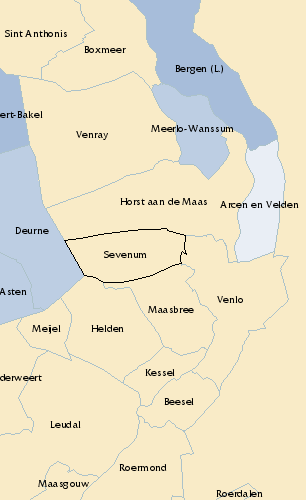 Sint Anthonis
Boxmeer
Bergen (L.)
ert-Bakel
Venray
Meerlo-Wanssum
Horst aan de Maas
Arcen en Velden
Deurne
Sevenum
Asten
Venlo
Maasbree
Meijel
Helden
Kessel
derweert
Beesel
Leudal
Roermond
Maasgouw
Roerdalen